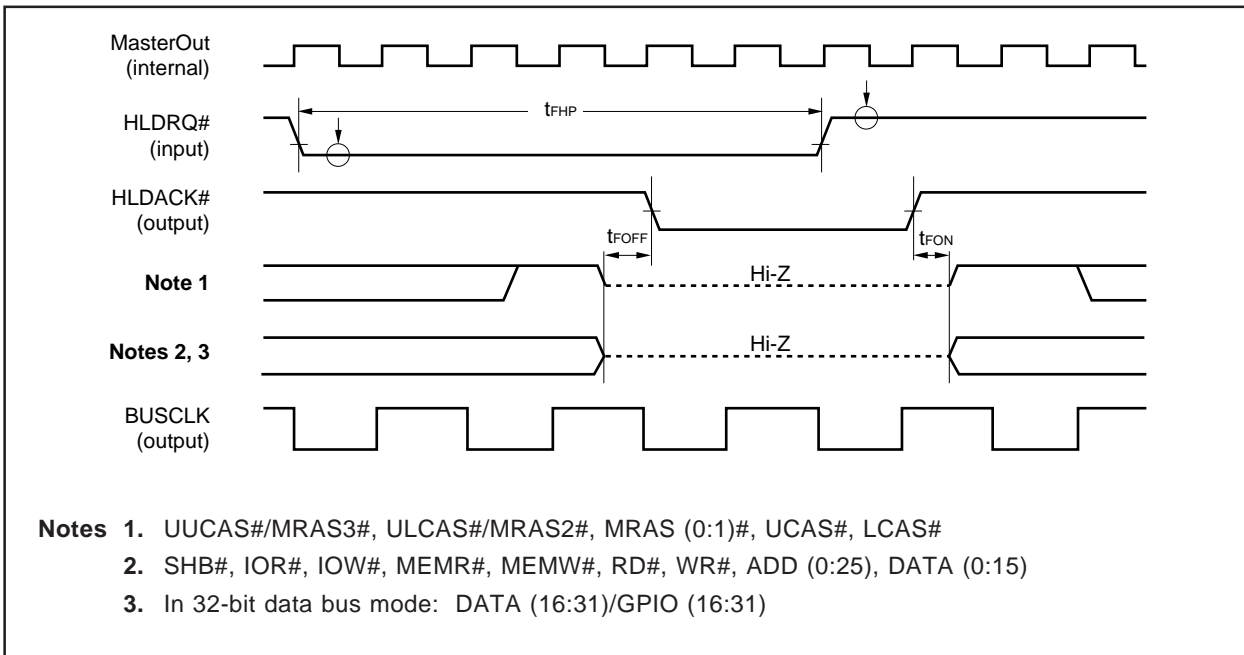 MasterOut
(internal)
tFHP
HLDRQ#
(input)
HLDACK#
(output)
tFOFF
tFON
Note 1
Hi-Z
Notes 2, 3
Hi-Z
BUSCLK
(output)
Notes 1. UUCAS#/MRAS3#, ULCAS#/MRAS2#, MRAS (0:1)#, UCAS#, LCAS#
2. SHB#, IOR#, IOW#, MEMR#, MEMW#, RD#, WR#, ADD (0:25), DATA (0:15)
3. In 32-bit data bus mode: DATA (16:31)/GPIO (16:31)